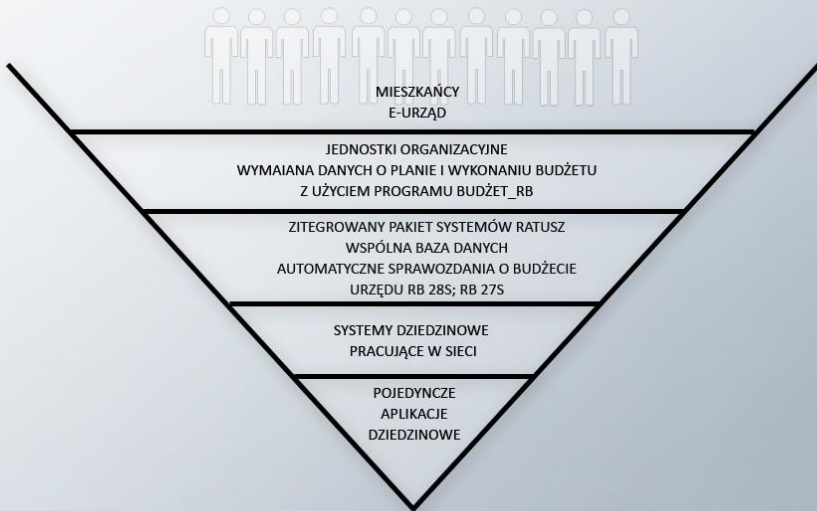 MIESZKAŃCY
E-URZĄD
JEDNOSTKI ORGANIZACYJNE
WYMAIANA DANYCH O PLANIE I WYKONANIU BUDŻETU
Z UŻYCIEM PROGRAMU BUDŻET_RB
ZITEGROWANY PAKIET SYSTEMÓW RATUSZ
WSPÓLNA BAZA DANYCH
AUTOMATYCZNE SPRAWOZDANIA O BUDŻECIE
URZĘDU RB 28S; RB 27S
SYSTEMY DZIEDZINOWE
PRACUJĄCE W SIECI
POJEDYNCZE
APLIKACJE
DZIEDZINOWE